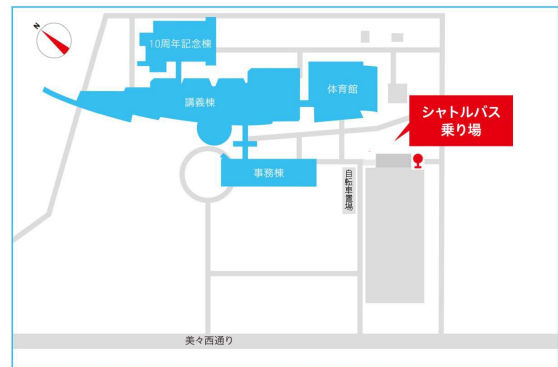 N
10周年記念棟
講義棟
体育館
シャトルバス
乗り場
事務棟
自転車置場
美々西通り